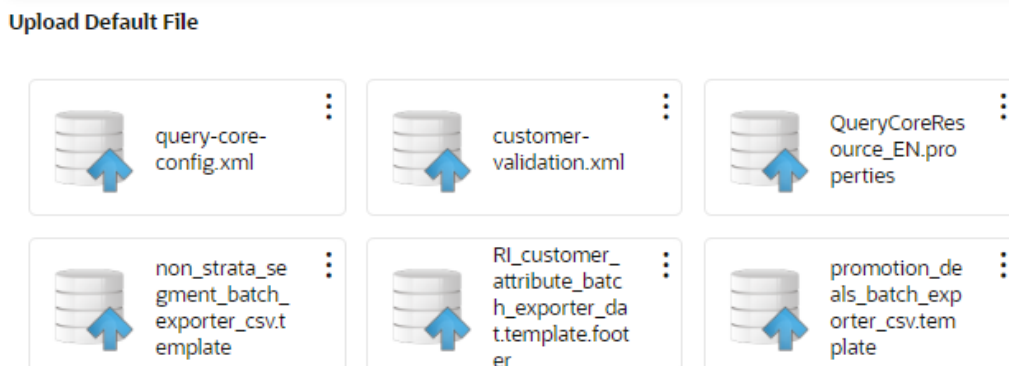 Upload Default File
query-core-
config.xml
customer-
validation.xml
QueryCoreRes
ource_EN.pro
perties
non_strata_se
gment_batch_
exporter_csv.t
emplate
RI_customer_
attribute_batc
h_exporter_da
t.template.foot
er
promotion_de
als_batch_exp
orter_csv.tem
plate